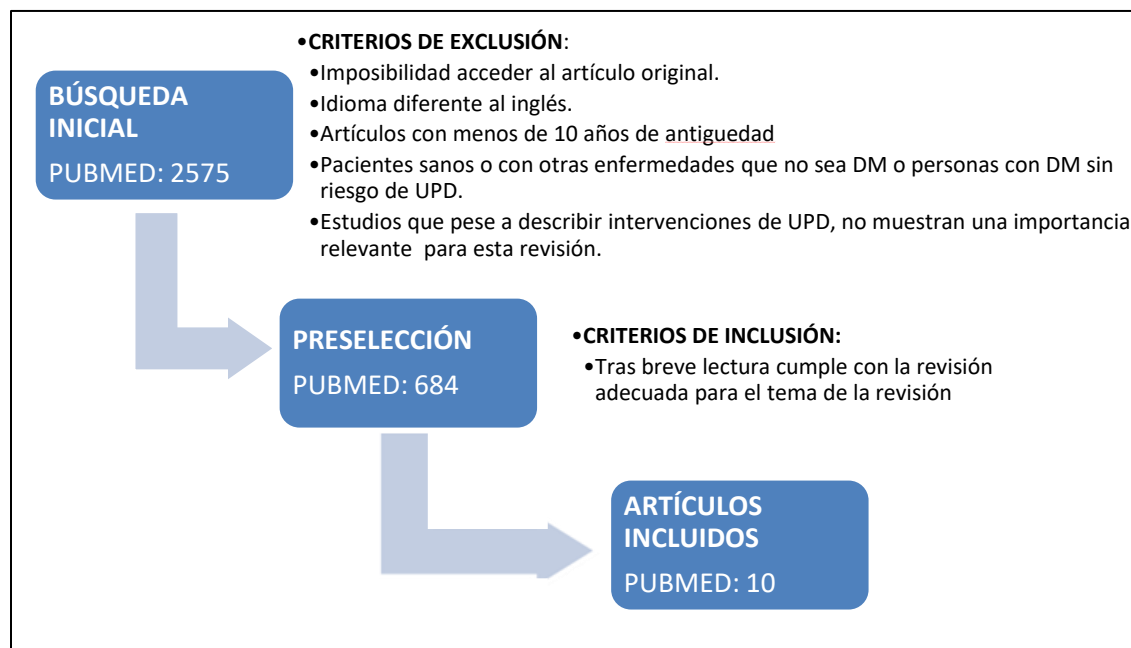 •CRITERIOS DE EXCLUSIÓN:
•Imposibilidad acceder al artículo original.
•Idioma diferente al inglés.
•Artículos con menos de 10 años de antiguedad
•Pacientes sanos o con otras enfermedades que no sea DM o personas con DM sin
riesgo de UPD.
•Estudios que pese a describir intervenciones de UPD, no muestran una importancia
relevante para esta revisión.
BÚSQUEDA
INICIAL
PUBMED: 2575
PRESELECCIÓN
PUBMED: 684
•CRITERIOS DE INCLUSIÓN:
•Tras breve lectura cumple con la revisión
adecuada para el tema de la revisión
ARTÍCULOS
INCLUIDOS
PUBMED: 10